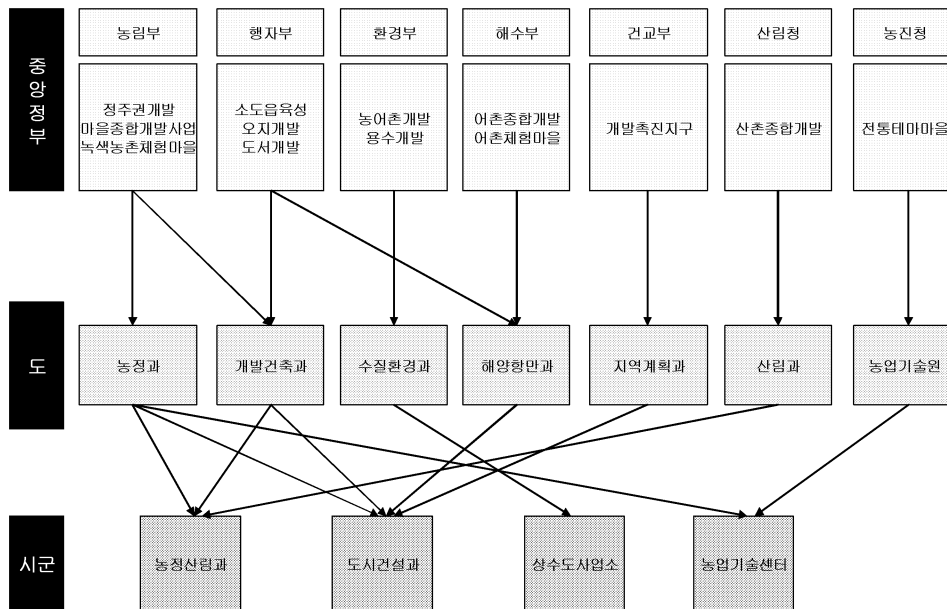 중앙정부
농림부
행자부
환경부
해수부
건교부
산림청
농진청
정주권개발
마을종합개발사업
녹색농촌체험마을
소도읍육성
오지개발
도서개발
농어촌개발
용수개발
어촌종합개발
어촌체험마을
개발촉진지구
산촌종합개발
전통테마마을
도
농정과
개발건축과
수질환경과
해양항만과
지역계획과
산림과
농업기술원
시군
농정산림과
도시건설과
상수도사업소
농업기술센터